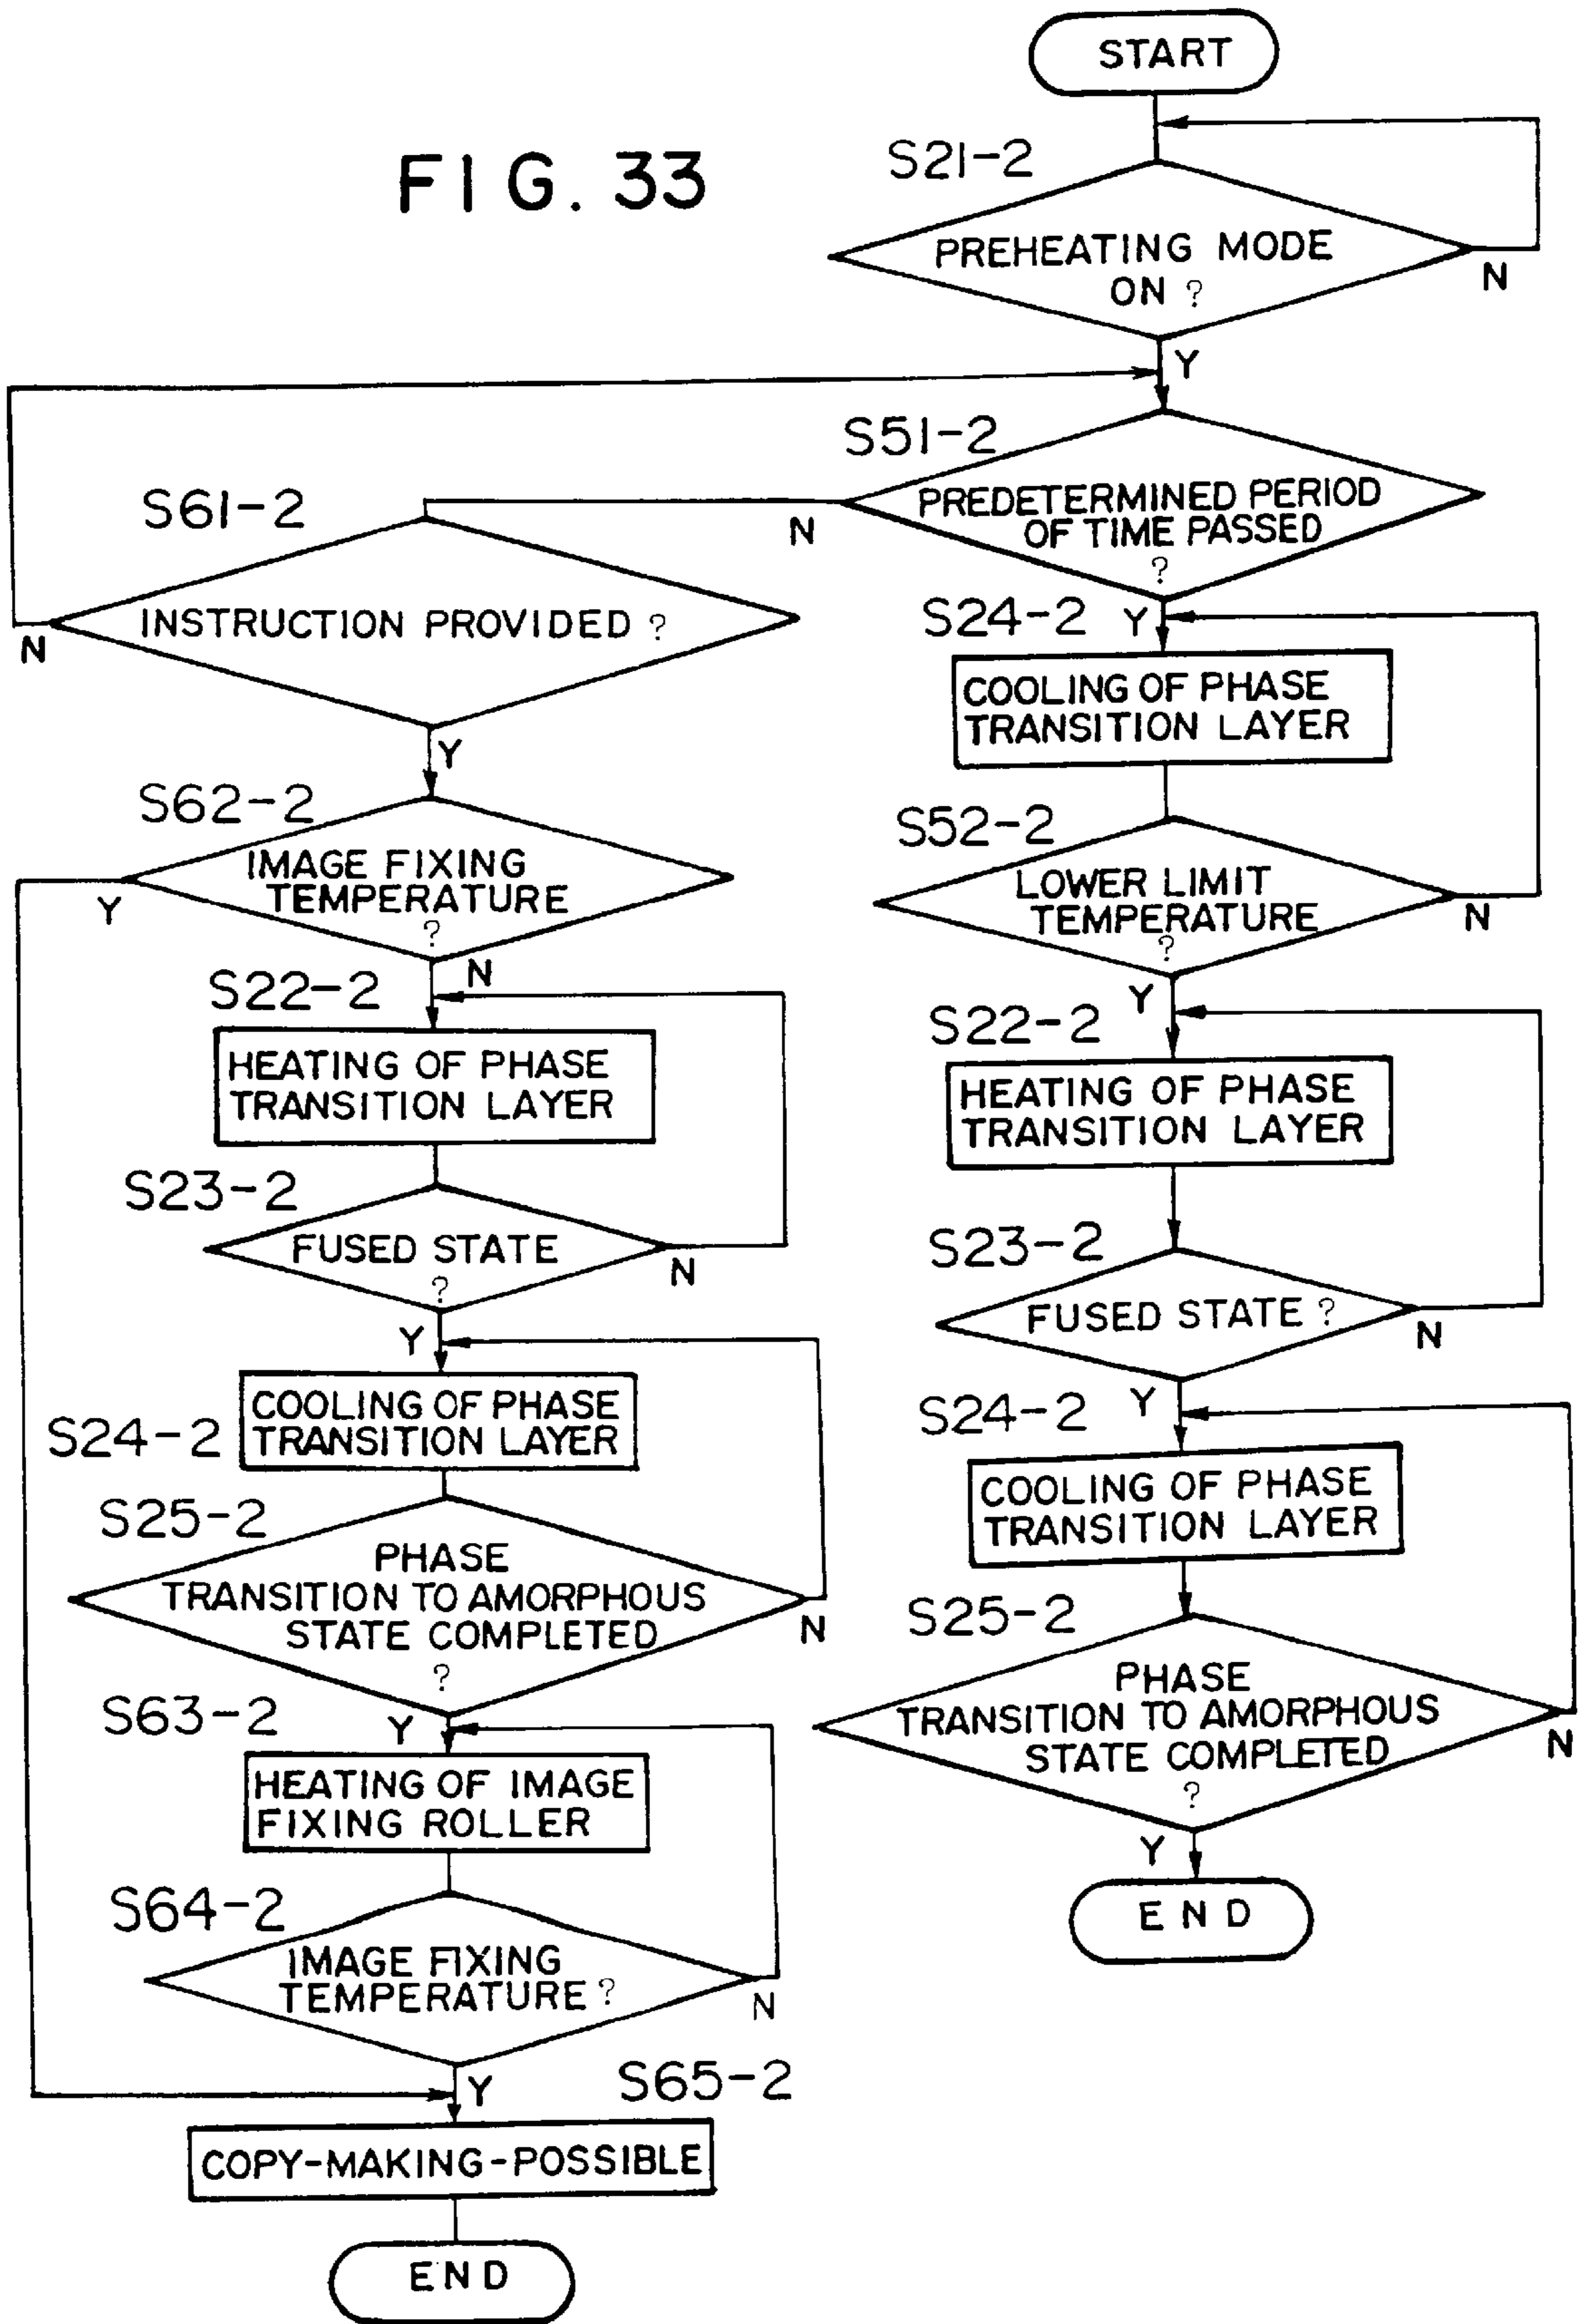 START
FIG. 33
S21-2
PREHEATING MODE
ON ?
N
Y
S51-2
PREDETERMINED PERIOD
OF TIME PASSED
?
N
Y
S61-2
INSTRUCTION PROVIDED ?
N
Y
S62-2
IMAGE FIXING
TEMPERATURE
?
Y
N
S22-2
HEATING OF PHASE
TRANSITION LAYER
S23-2
FUSED STATE
?
N
Y
S24-2
COOLING OF PHASE
TRANSITION LAYER
S25-2
PHASE
TRANSITION TO AMORPHOUS
STATE COMPLETED
?
N
Y
S63-2
HEATING OF IMAGE
FIXING ROLLER
S64-2
IMAGE FIXING
TEMPERATURE ?
N
Y
S65-2
COPY-MAKING-POSSIBLE
END
S24-2
COOLING OF PHASE
TRANSITION LAYER
S52-2
LOWER LIMIT
TEMPERATURE
?
N
Y
S22-2
HEATING OF PHASE
TRANSITION LAYER
S23-2
FUSED STATE ?
N
Y
S24-2
COOLING OF PHASE
TRANSITION LAYER
S25-2
PHASE
TRANSITION TO AMORPHOUS
STATE COMPLETED
?
N
Y
END